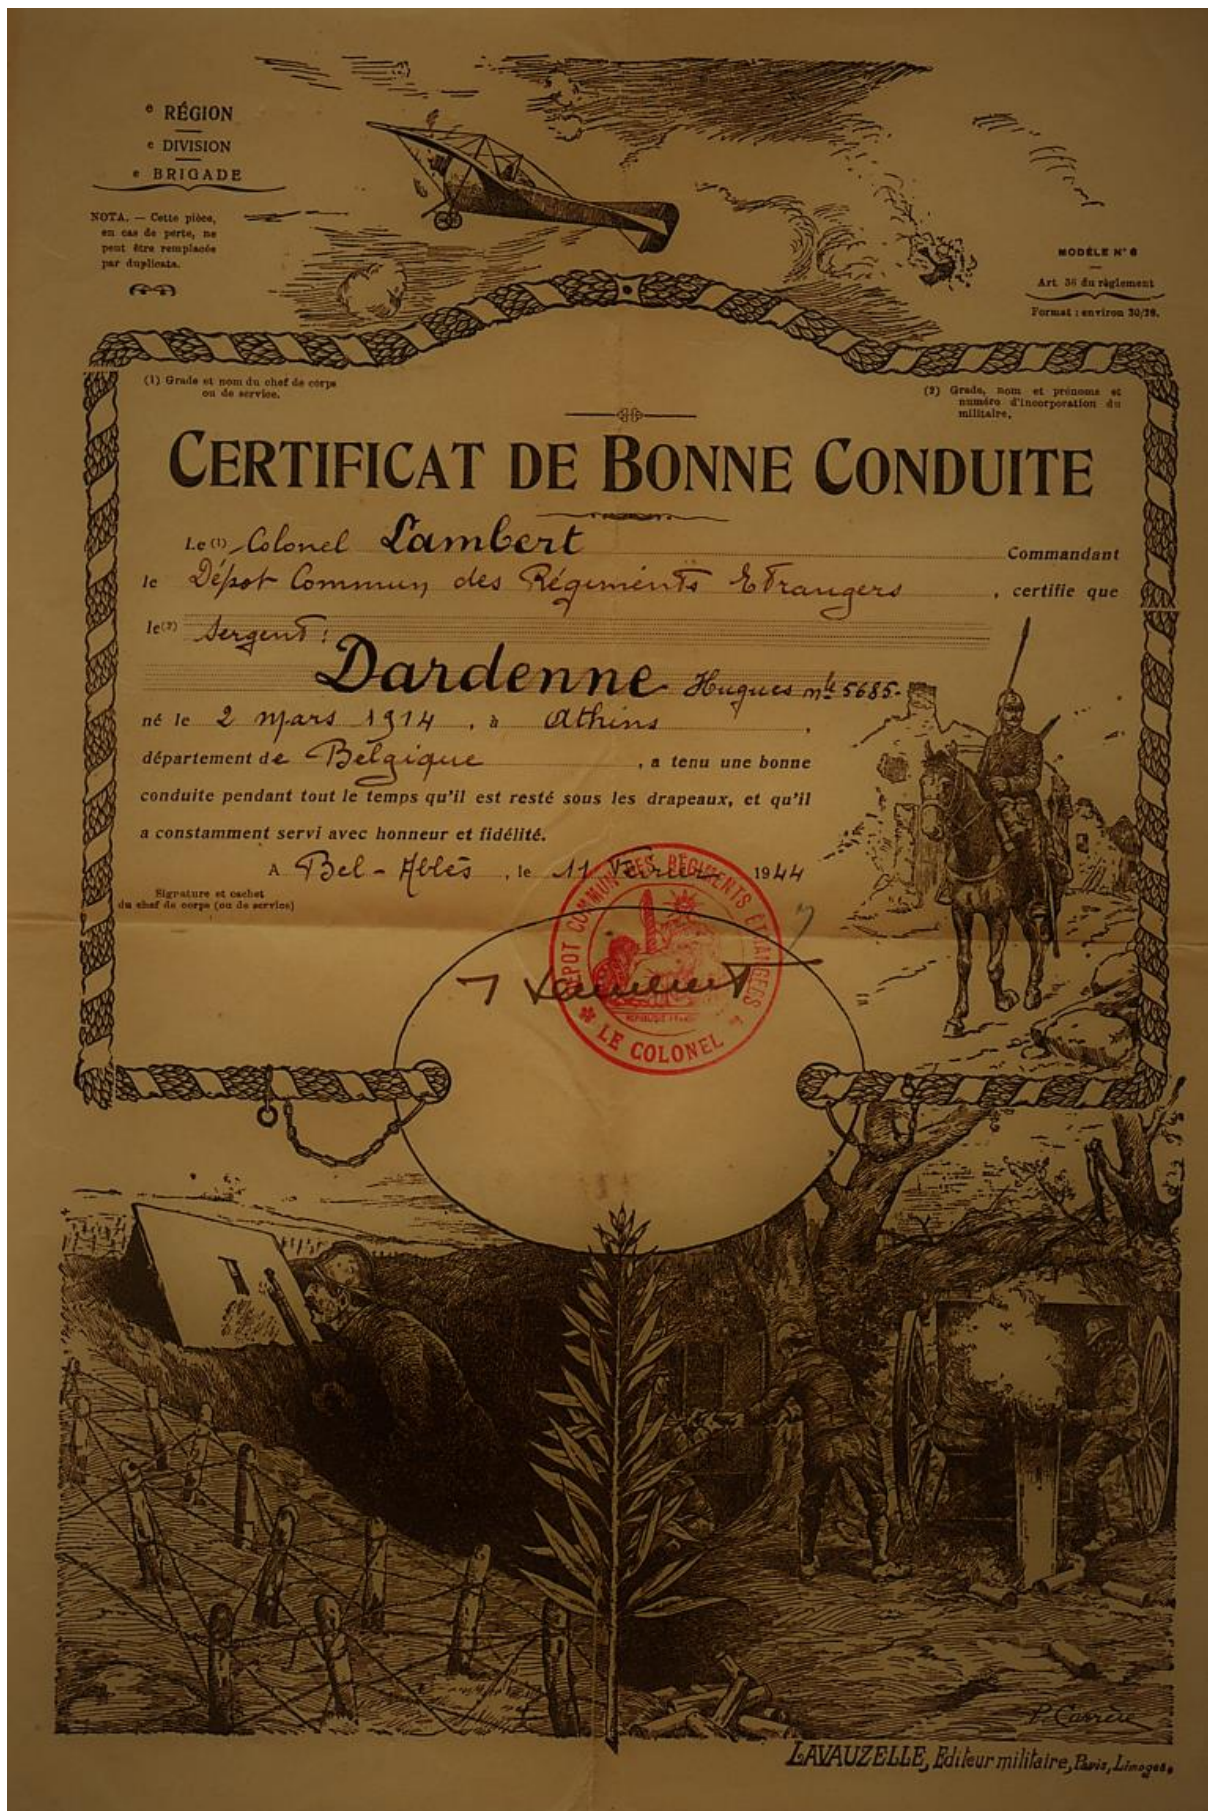 e RÉGION
e DIVISION
e BRIGADE
NOTA. — Cette pièce,
en cas de perte, ne
peut être remplacée
par duplicata.
MODÈLE N° 6
Art. 36 du règlement
Format : environ 30/39.
(1) Grade et nom du chef de corps
ou de service.
(2) Grade, nom et prénoms et
numéro d'incorporation du
militaire.
CERTIFICAT DE BONNE CONDUITE
Le (1) Colonel Lambert Commandant
le Dépot Commun des Régiments Etrangers, certifie que
le (2) Sergent :
Dardenne Hugues mle 5685.
né le 2 mars 1914, à Athins,
département de Belgique, a tenu une bonne
conduite pendant tout le temps qu'il est resté sous les drapeaux, et qu'il
a constamment servi avec honneur et fidélité.
A Bel-Abbès, le 11 Février 1944
Signature et cachet
du chef de corps (ou de service)
DÉPOT COMMUN DES RÉGIMENTS ÉTRANGERS
LE COLONEL
P. Carrère
LAVAUZELLE, Editeur militaire, Paris, Limoges.